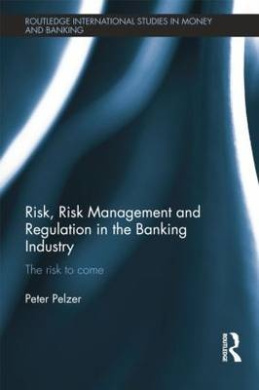 ROUTLEDGE INTERNATIONAL STUDIES IN MONEY
AND BANKING
Risk, Risk Management and
Regulation in the Banking
Industry
The risk to come
Peter Pelzer
R
ROUTLEDGE